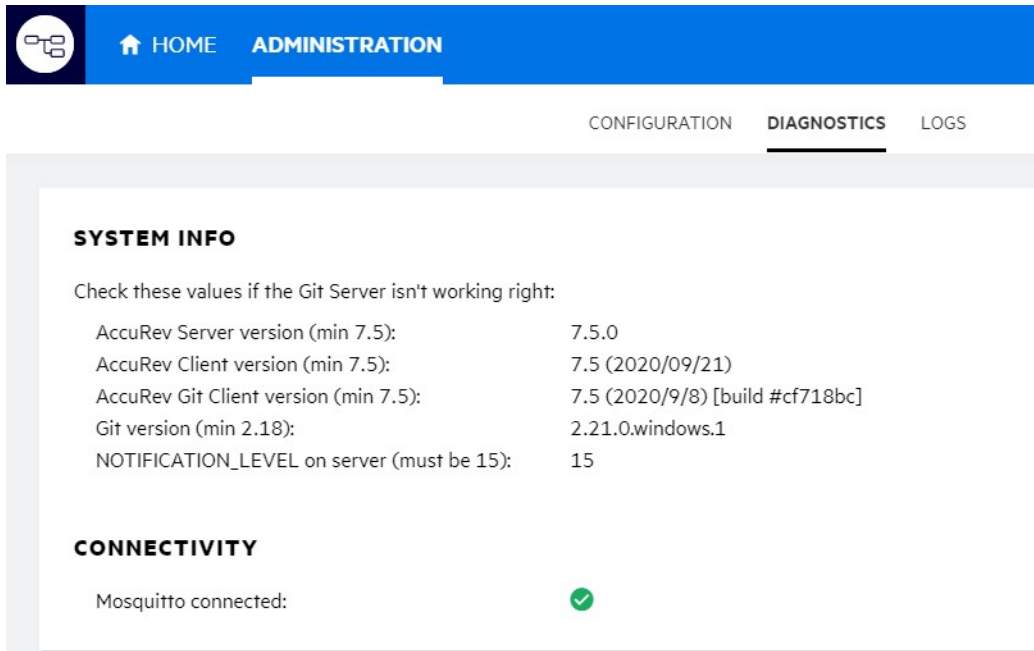 HOME ADMINISTRATION
CONFIGURATION DIAGNOSTICS LOGS
SYSTEM INFO
Check these values if the Git Server isn't working right:
AccuRev Server version (min 7.5): 7.5.0
AccuRev Client version (min 7.5): 7.5 (2020/09/21)
AccuRev Git Client version (min 7.5): 7.5 (2020/9/8) [build #cf718bc]
Git version (min 2.18): 2.21.0.windows.1
NOTIFICATION_LEVEL on server (must be 15): 15
CONNECTIVITY
Mosquitto connected: